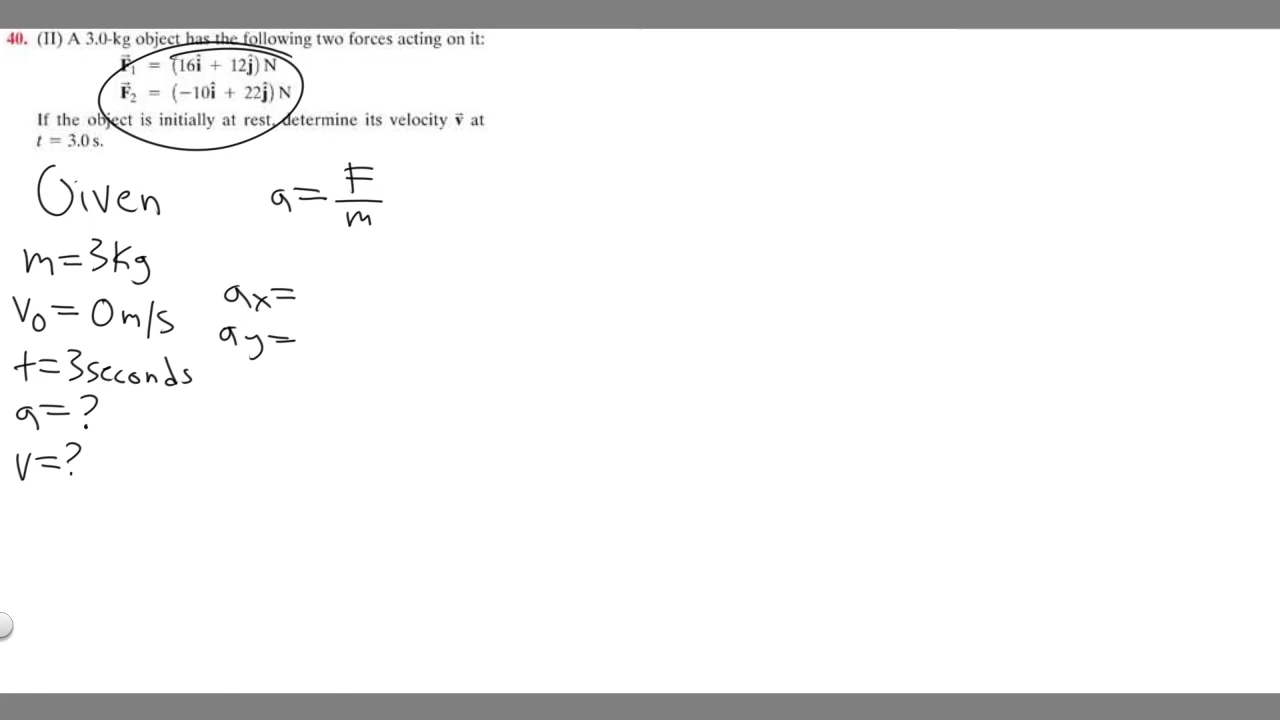 40. (II) A 3.0-kg object has the following two forces acting on it:
F⃗₁ = (16î + 12ĵ) N
F⃗₂ = (−10î + 22ĵ) N
If the object is initially at rest, determine its velocity v⃗ at
t = 3.0 s.
Given
a = F/m
m=3kg
ax=
v₀=0m/s
ay=
t=3seconds
a=?
v=?